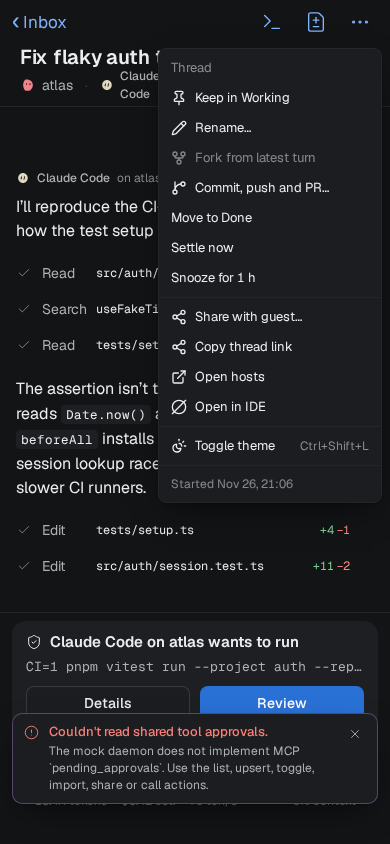 Inbox
Fix flaky auth
atlas · Claude Code
Thread
Keep in Working
Rename...
Fork from latest turn
Commit, push and PR...
Move to Done
Settle now
Snooze for 1 h
Share with guest...
Copy thread link
Open hosts
Open in IDE
Toggle theme Ctrl+Shift+L
Started Nov 26, 21:06
Claude Code on atlas
I'll reproduce the CI
how the test setup
Read src/auth/
Search useFakeTi
Read tests/set
The assertion isn't
reads Date.now()
beforeAll installs
session lookup race
slower CI runners.
Edit tests/setup.ts +4 −1
Edit src/auth/session.test.ts +11 −2
Claude Code on atlas wants to run
CI=1 pnpm vitest run --project auth --rep...
Details Review
Couldn't read shared tool approvals.
The mock daemon does not implement MCP
`pending_approvals`. Use the list, upsert, toggle,
import, share or call actions.